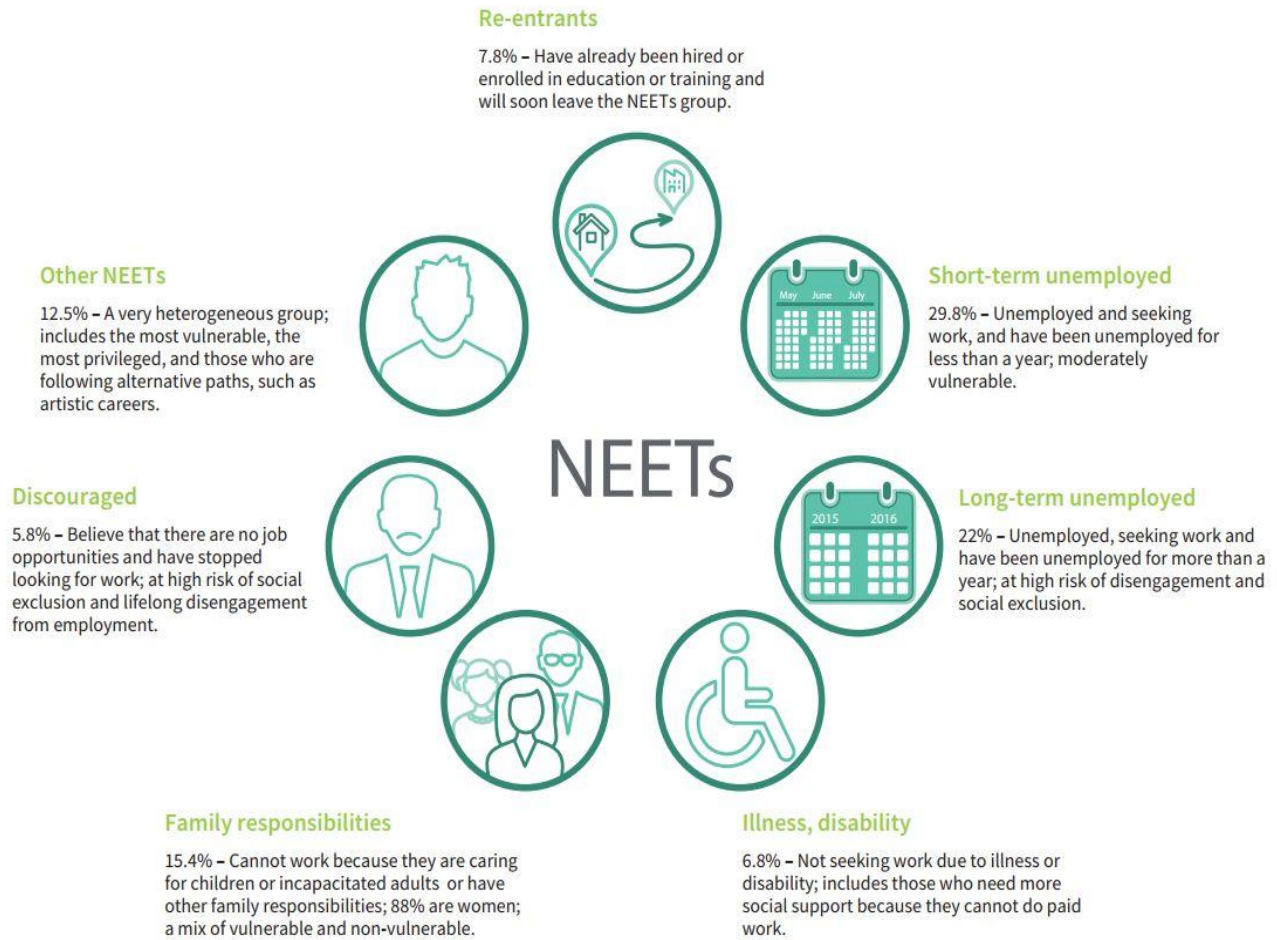 Re-entrants
7.8% – Have already been hired or
enrolled in education or training and
will soon leave the NEETs group.
Other NEETs
12.5% – A very heterogeneous group;
includes the most vulnerable, the
most privileged, and those who are
following alternative paths, such as
artistic careers.
May June July
Short-term unemployed
29.8% – Unemployed and seeking
work, and have been unemployed for
less than a year; moderately
vulnerable.
NEETs
Discouraged
5.8% – Believe that there are no job
opportunities and have stopped
looking for work; at high risk of social
exclusion and lifelong disengagement
from employment.
2015 2016
Long-term unemployed
22% – Unemployed, seeking work and
have been unemployed for more than a
year; at high risk of disengagement and
social exclusion.
Family responsibilities
15.4% – Cannot work because they are caring
for children or incapacitated adults or have
other family responsibilities; 88% are women;
a mix of vulnerable and non-vulnerable.
Illness, disability
6.8% – Not seeking work due to illness or
disability; includes those who need more
social support because they cannot do paid
work.